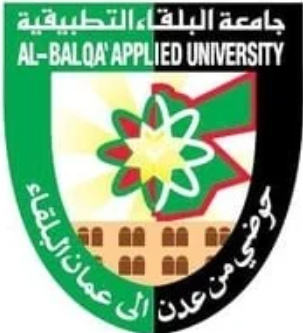 جامعة البلقاء التطبيقية
AL-BALQA' APPLIED UNIVERSITY
حوضي من عدن الى عمان البلقاء